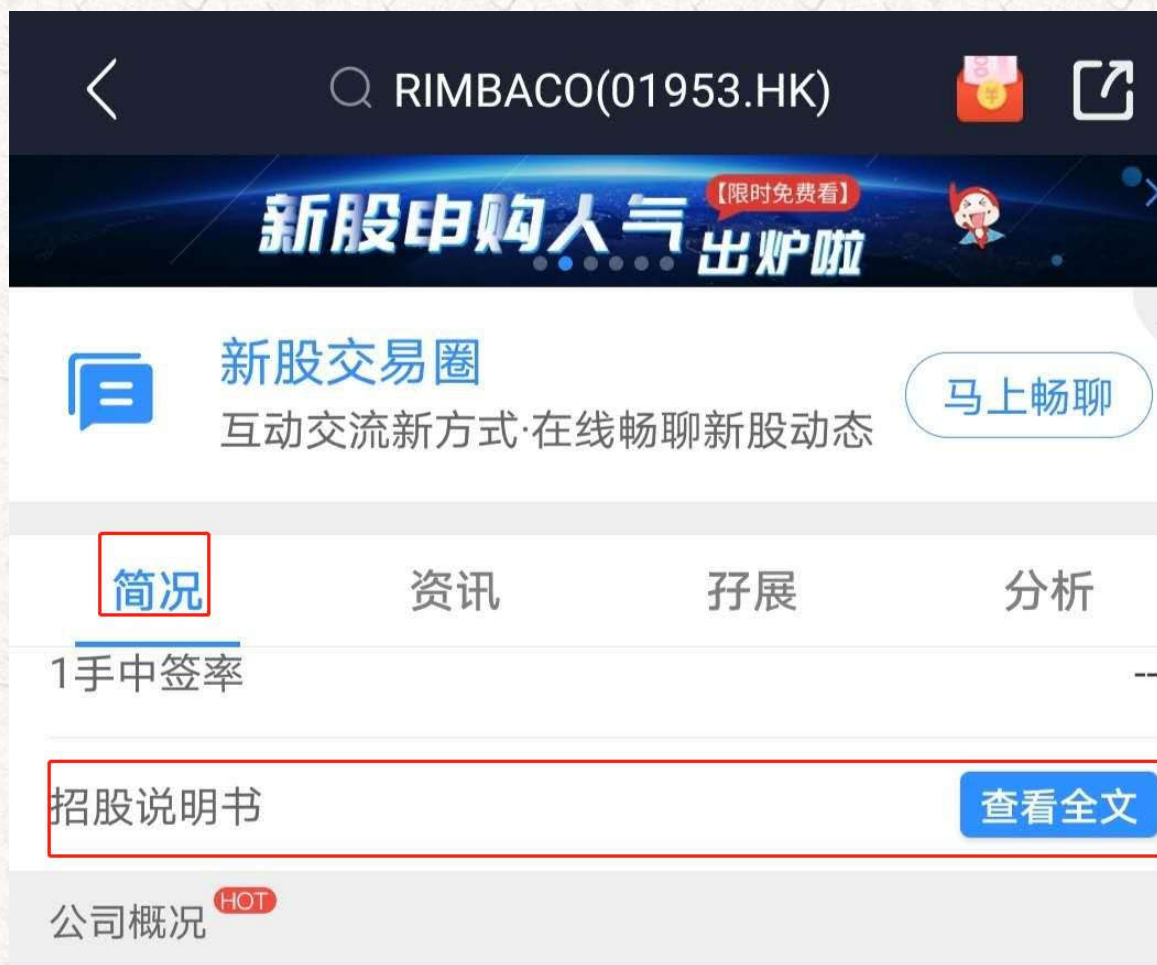 RIMBACO(01953.HK)
新股申购人气
【限时免费看】
出炉啦
新股交易圈
互动交流新方式·在线畅聊新股动态
马上畅聊
简况 资讯 孖展 分析
1手中签率 --
招股说明书 查看全文
公司概况 HOT